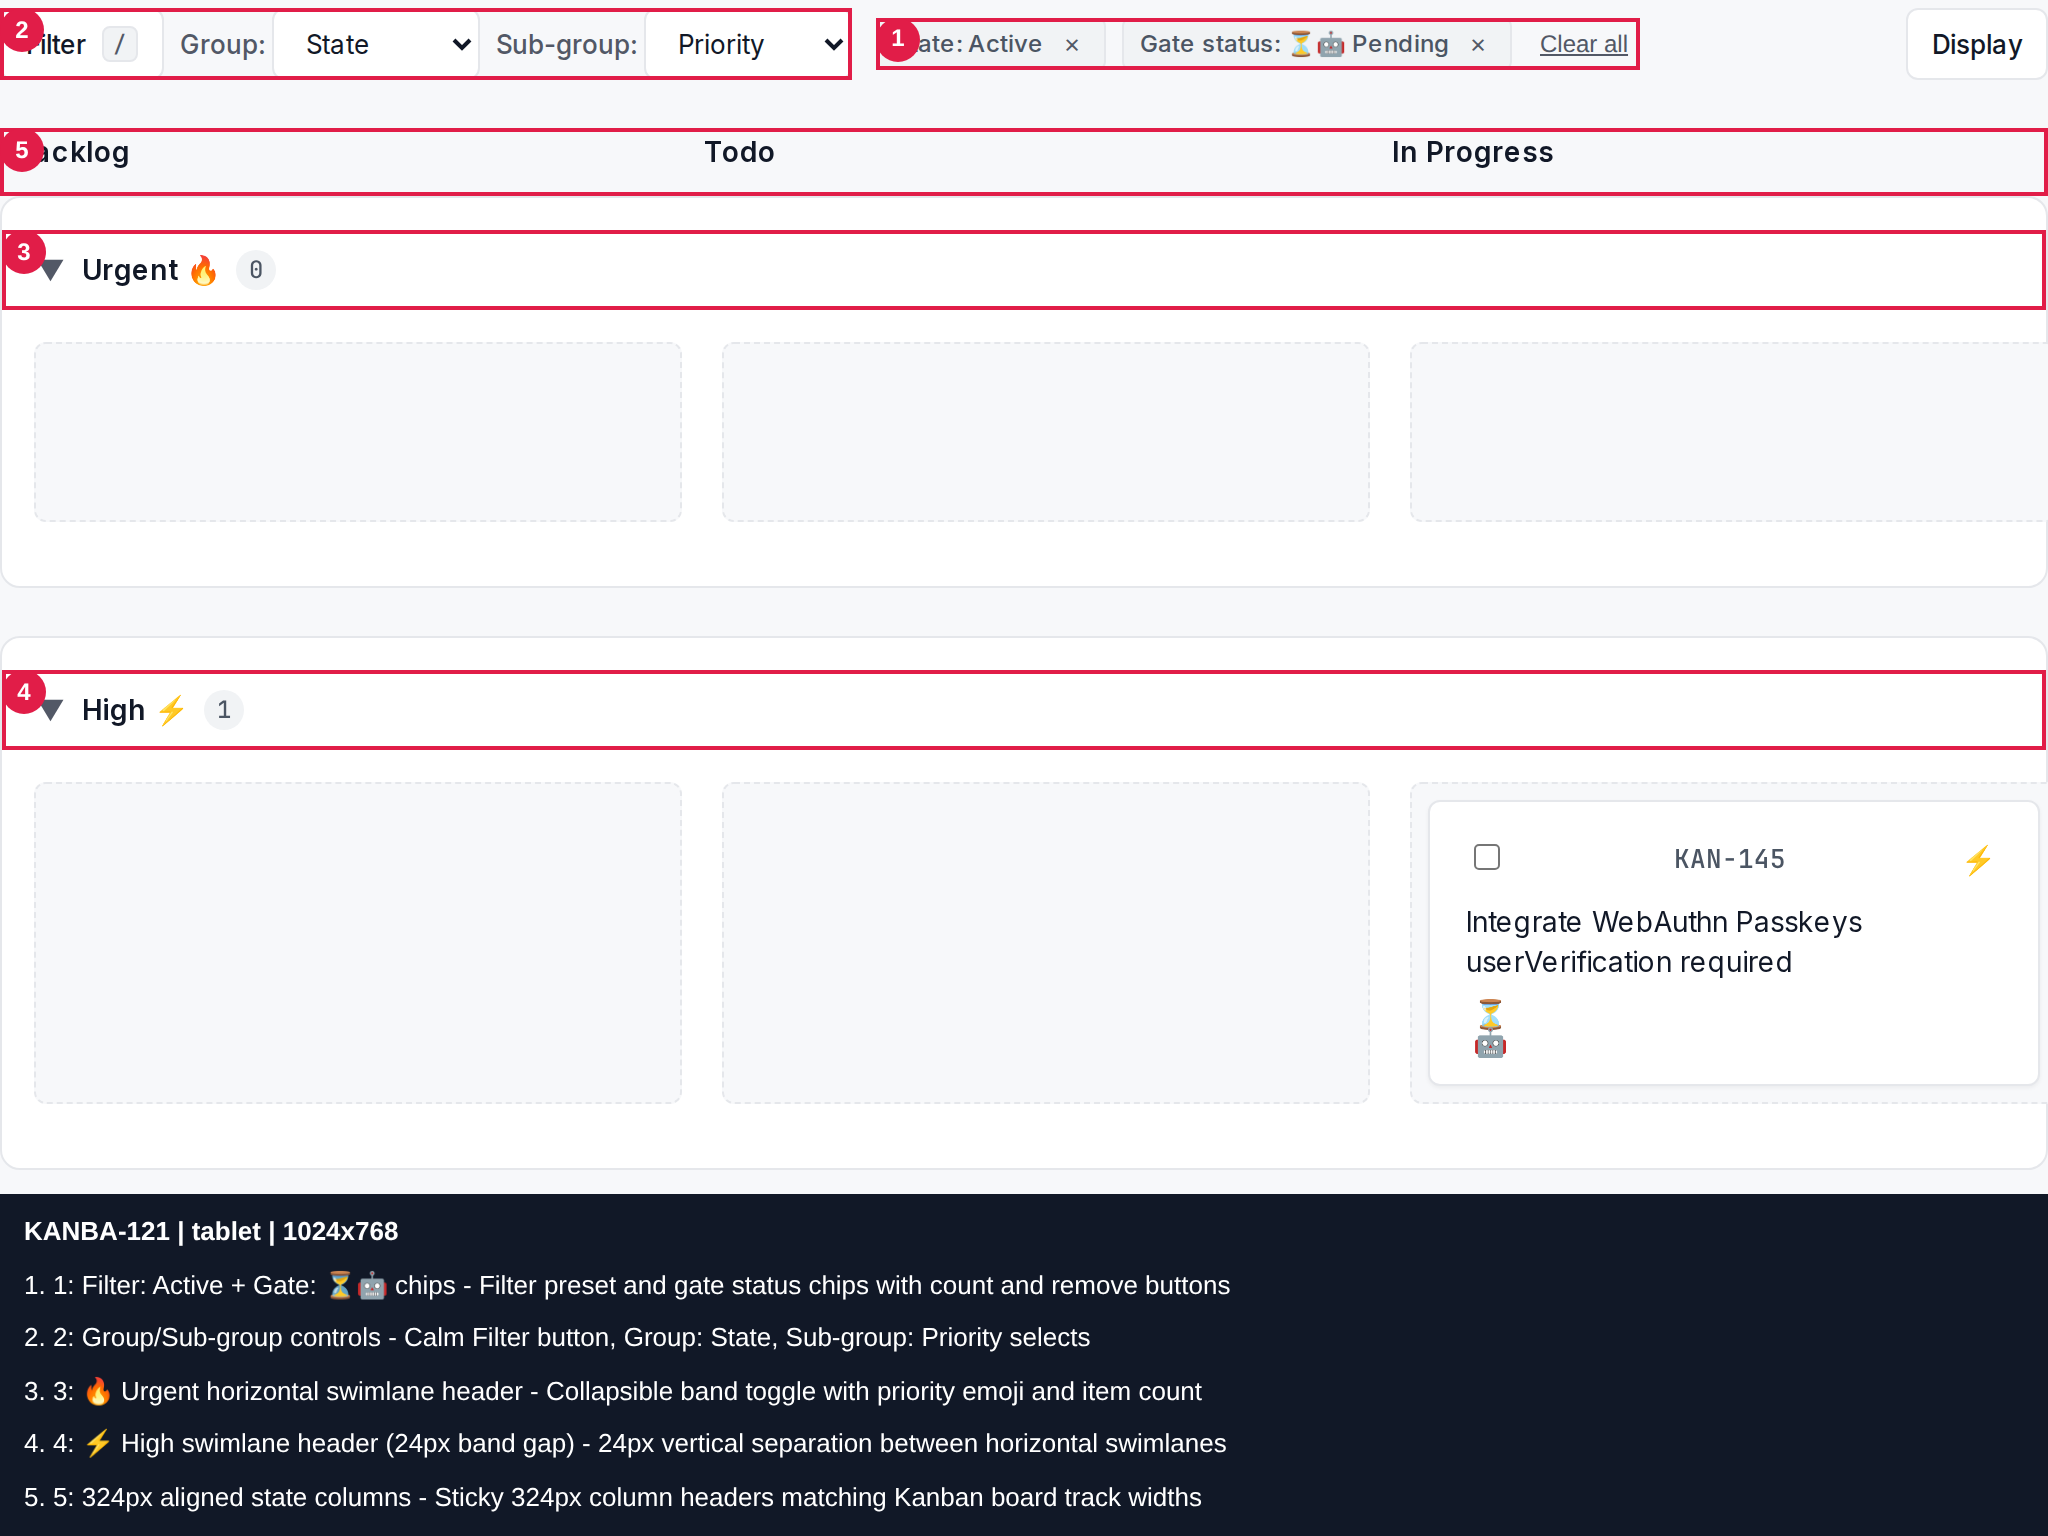 2 ilter / Group: State Sub-group: Priority 1 ate: Active × Gate status: ⏳🤖 Pending × Clear all Display
5 acklog Todo In Progress
3 ▼ Urgent 🔥 0
4 ▼ High ⚡ 1
KAN-145 ⚡
Integrate WebAuthn Passkeys
userVerification required
⏳
🤖
KANBA-121 | tablet | 1024x768
1. 1: Filter: Active + Gate: ⏳🤖 chips - Filter preset and gate status chips with count and remove buttons
2. 2: Group/Sub-group controls - Calm Filter button, Group: State, Sub-group: Priority selects
3. 3: 🔥 Urgent horizontal swimlane header - Collapsible band toggle with priority emoji and item count
4. 4: ⚡ High swimlane header (24px band gap) - 24px vertical separation between horizontal swimlanes
5. 5: 324px aligned state columns - Sticky 324px column headers matching Kanban board track widths